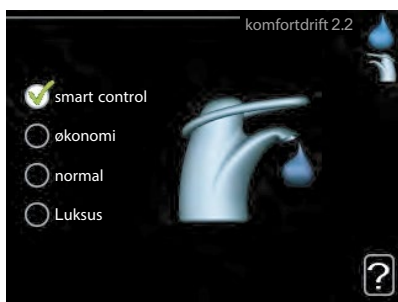 komfortdrift 2.2
smart control
økonomi
normal
Luksus
?